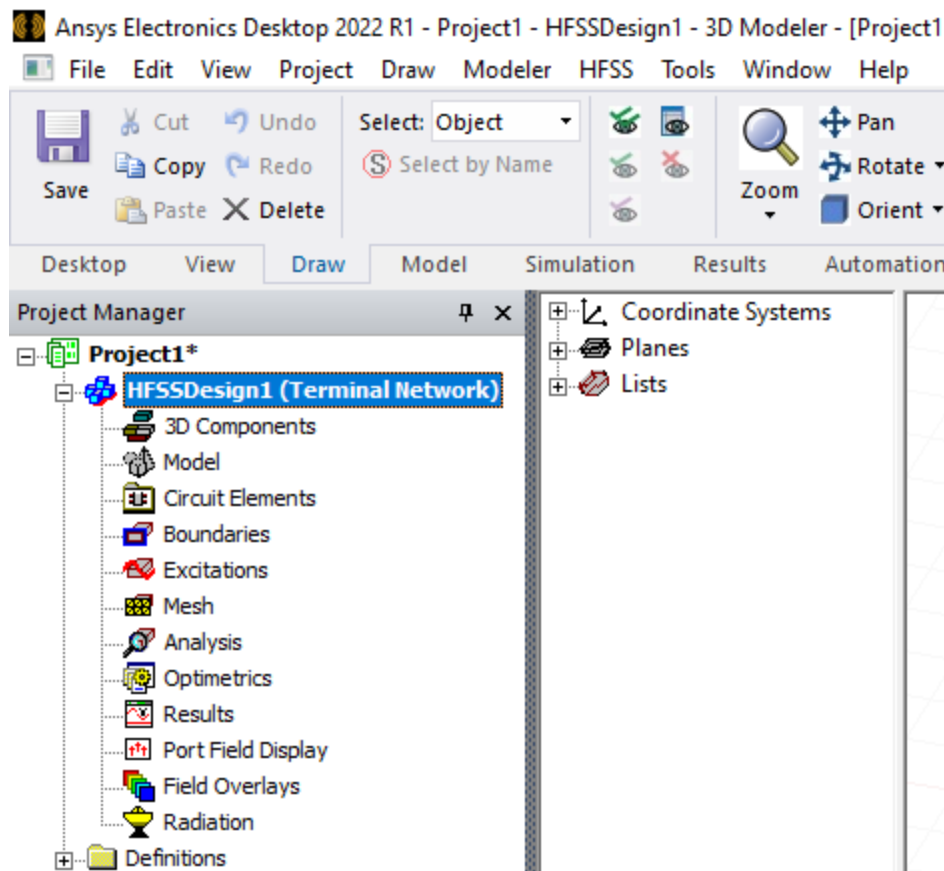 Ansys Electronics Desktop 2022 R1 - Project1 - HFSSDesign1 - 3D Modeler - [Project1
File Edit View Project Draw Modeler HFSS Tools Window Help
Save
Cut Undo
Copy Redo
Paste Delete
Select: Object
Select by Name
Zoom
Pan
Rotate
Orient
Desktop View Draw Model Simulation Results Automation
Project Manager
Project1*
HFSSDesign1 (Terminal Network)
3D Components
Model
Circuit Elements
Boundaries
Excitations
Mesh
Analysis
Optimetrics
Results
Port Field Display
Field Overlays
Radiation
Definitions
Coordinate Systems
Planes
Lists